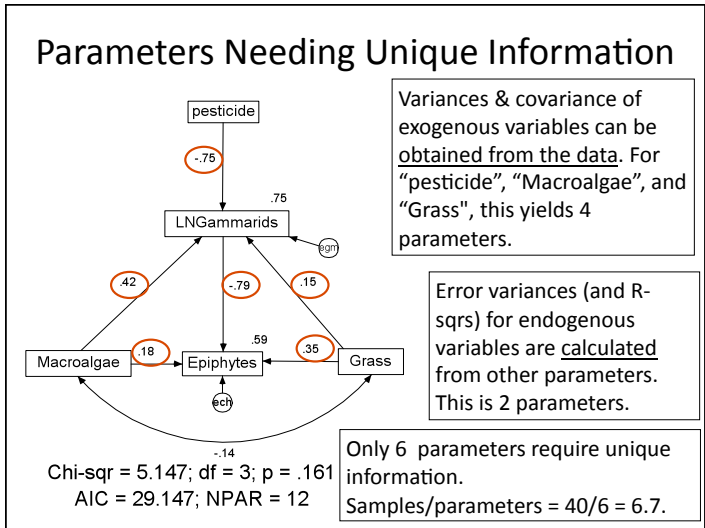 Parameters Needing Unique Information
pesticide
-.75
.75
LNGammarids
egm
.42
-.79
.15
.18
.59
.35
Macroalgae
Epiphytes
Grass
ech
-.14
Chi-sqr = 5.147; df = 3; p = .161
AIC = 29.147; NPAR = 12
Variances & covariance of
exogenous variables can be
obtained from the data. For
“pesticide”, “Macroalgae”, and
“Grass", this yields 4
parameters.
Error variances (and R-
sqrs) for endogenous
variables are calculated
from other parameters.
This is 2 parameters.
Only 6 parameters require unique
information.
Samples/parameters = 40/6 = 6.7.